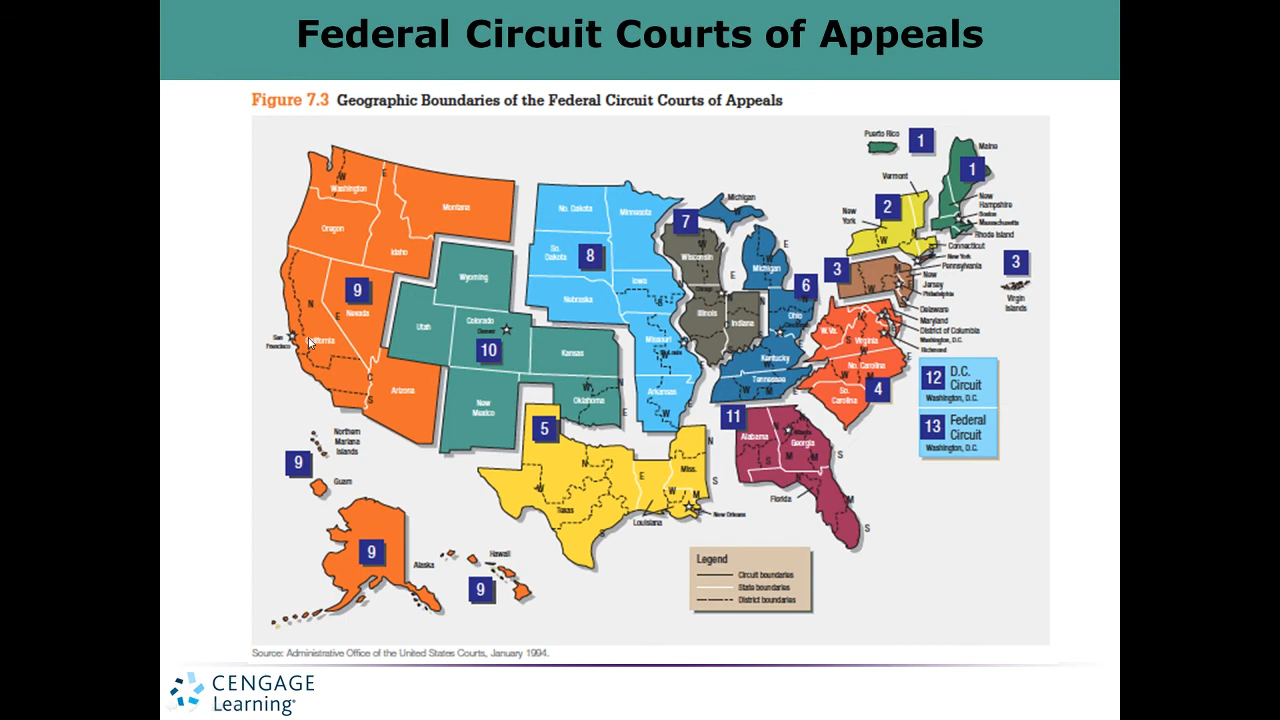 Federal Circuit Courts of Appeals
Figure 7.3 Geographic Boundaries of the Federal Circuit Courts of Appeals
Puerto Rico
1
Maine
1
Vermont
New
Hampshire
Boston
Massachusetts
Rhode Island
Connecticut
New York
New
York
2
W
3
Pennsylvania
New
Jersey
Philadelphia
M
W
3
Virgin
Islands
Delaware
Maryland
District of Columbia
Washington, D.C.
Richmond
W
E
Washington
Montana
Oregon
Idaho
9
Nevada
N
E
California
San
Francisco
C
S
Arizona
Wyoming
Utah
Colorado
Denver
10
Kansas
New
Mexico
W
N
Oklahoma
E
No. Dakota
Minnesota
So.
Dakota
8
Iowa
N
S
Nebraska
Missouri
E
St. Louis
W
Arkansas
E
W
7
Wisconsin
W
E
Chicago
N
Illinois
C
S
Indiana
N
S
Michigan
W
Michigan
E
6
Ohio
N
S
Cincinnati
Kentucky
E
W
Tennessee
W
M
E
W.Va.
N
S
M
Virginia
E
W
No. Carolina
W
M
E
So.
Carolina
4
12
D.C.
Circuit
Washington, D.C.
13
Federal
Circuit
Washington, D.C.
5
N
W
E
Texas
S
E
W
M
Louisiana
N
Miss.
S
New Orleans
11
Alabama
N
M
S
Atlanta
Georgia
N
M
S
Florida
N
M
S
Northern
Mariana
Islands
9
Guam
9
Alaska
Hawaii
9
Legend
Circuit boundaries
State boundaries
District boundaries
Source: Administrative Office of the United States Courts, January 1994.
CENGAGE
Learning®